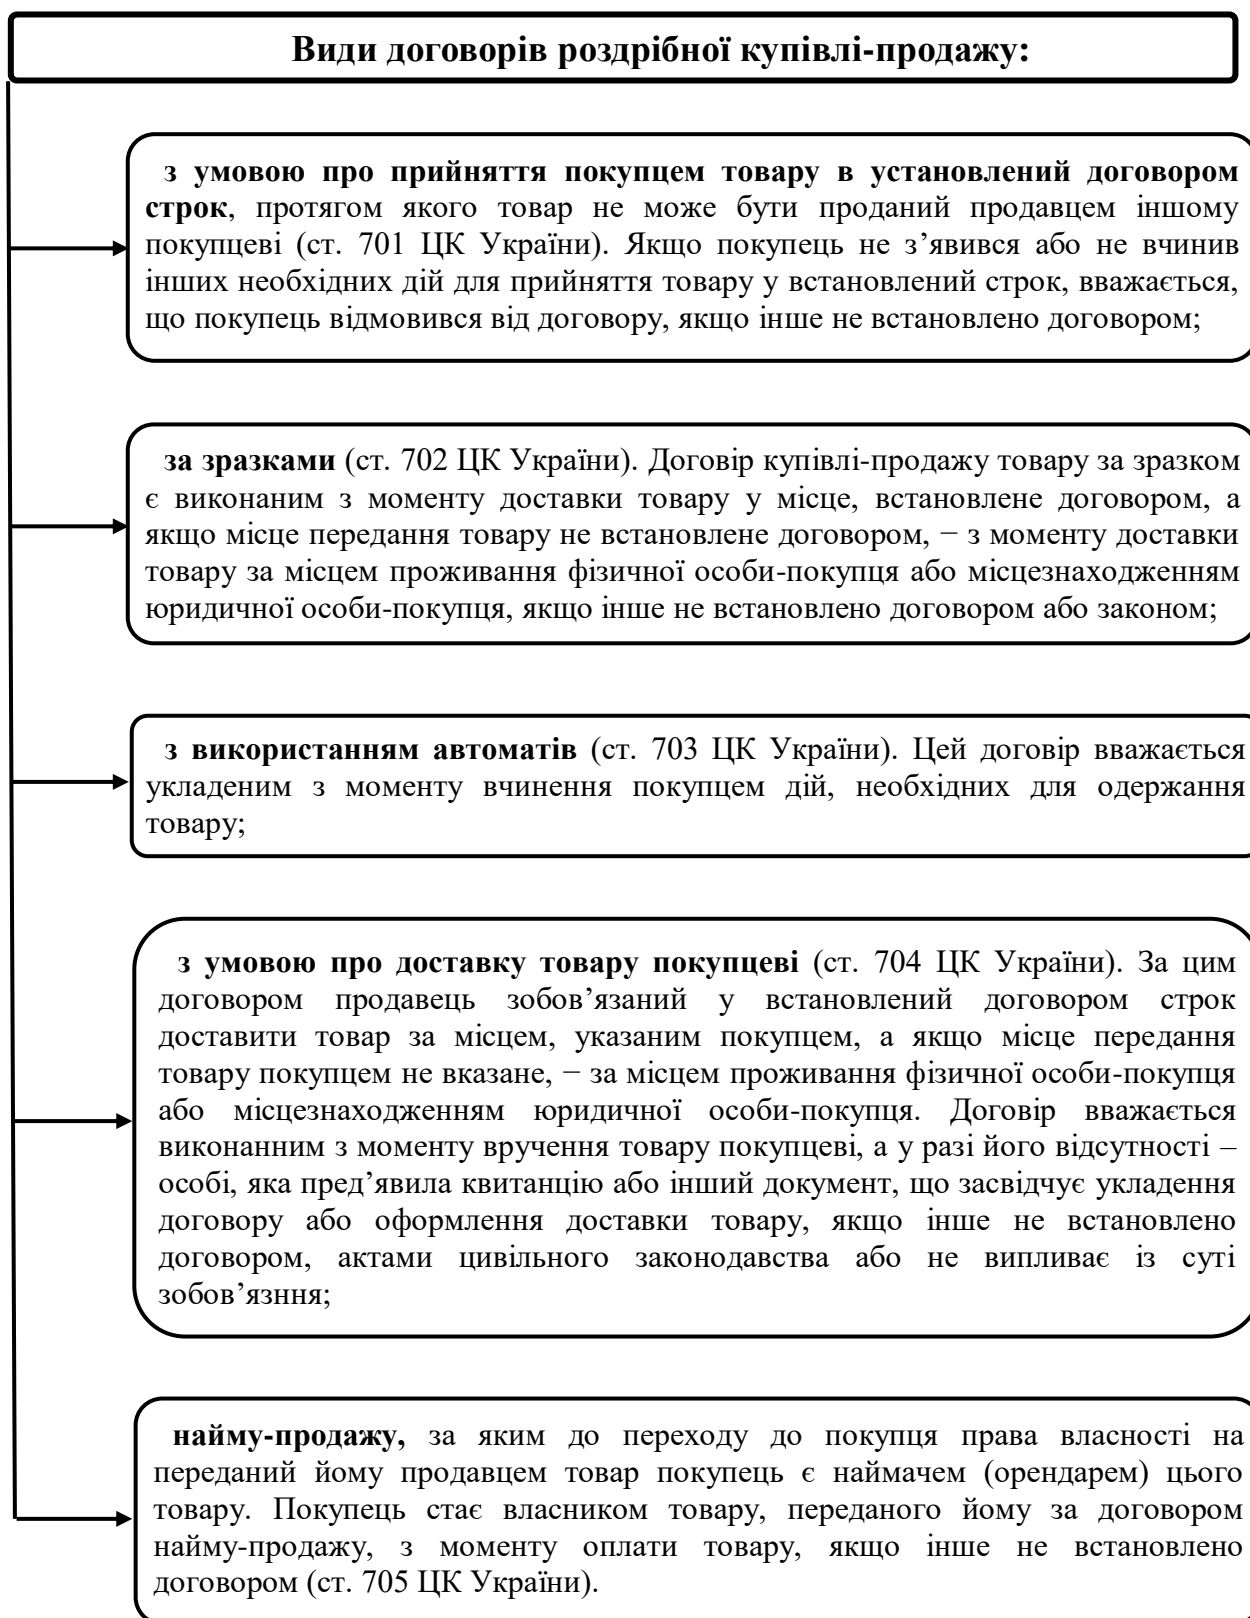 Види договорів роздрібної купівлі-продажу:
з умовою про прийняття покупцем товару в установлений договором
строк, протягом якого товар не може бути проданий продавцем іншому
покупцеві (ст. 701 ЦК України). Якщо покупець не з’явився або не вчинив
інших необхідних дій для прийняття товару у встановлений строк, вважається,
що покупець відмовився від договору, якщо інше не встановлено договором;
за зразками (ст. 702 ЦК України). Договір купівлі-продажу товару за зразком
є виконаним з моменту доставки товару у місце, встановлене договором, а
якщо місце передання товару не встановлене договором, − з моменту доставки
товару за місцем проживання фізичної особи-покупця або місцезнаходженням
юридичної особи-покупця, якщо інше не встановлено договором або законом;
з використанням автоматів (ст. 703 ЦК України). Цей договір вважається
укладеним з моменту вчинення покупцем дій, необхідних для одержання
товару;
з умовою про доставку товару покупцеві (ст. 704 ЦК України). За цим
договором продавець зобов’язаний у встановлений договором строк
доставити товар за місцем, указаним покупцем, а якщо місце передання
товару покупцем не вказане, − за місцем проживання фізичної особи-покупця
або місцезнаходженням юридичної особи-покупця. Договір вважається
виконанним з моменту вручення товару покупцеві, а у разі його відсутності –
особі, яка пред’явила квитанцію або інший документ, що засвідчує укладення
договору або оформлення доставки товару, якщо інше не встановлено
договором, актами цивільного законодавства або не випливає із суті
зобов’язння;
найму-продажу, за яким до переходу до покупця права власності на
переданий йому продавцем товар покупець є наймачем (орендарем) цього
товару. Покупець стає власником товару, переданого йому за договором
найму-продажу, з моменту оплати товару, якщо інше не встановлено
договором (ст. 705 ЦК України).